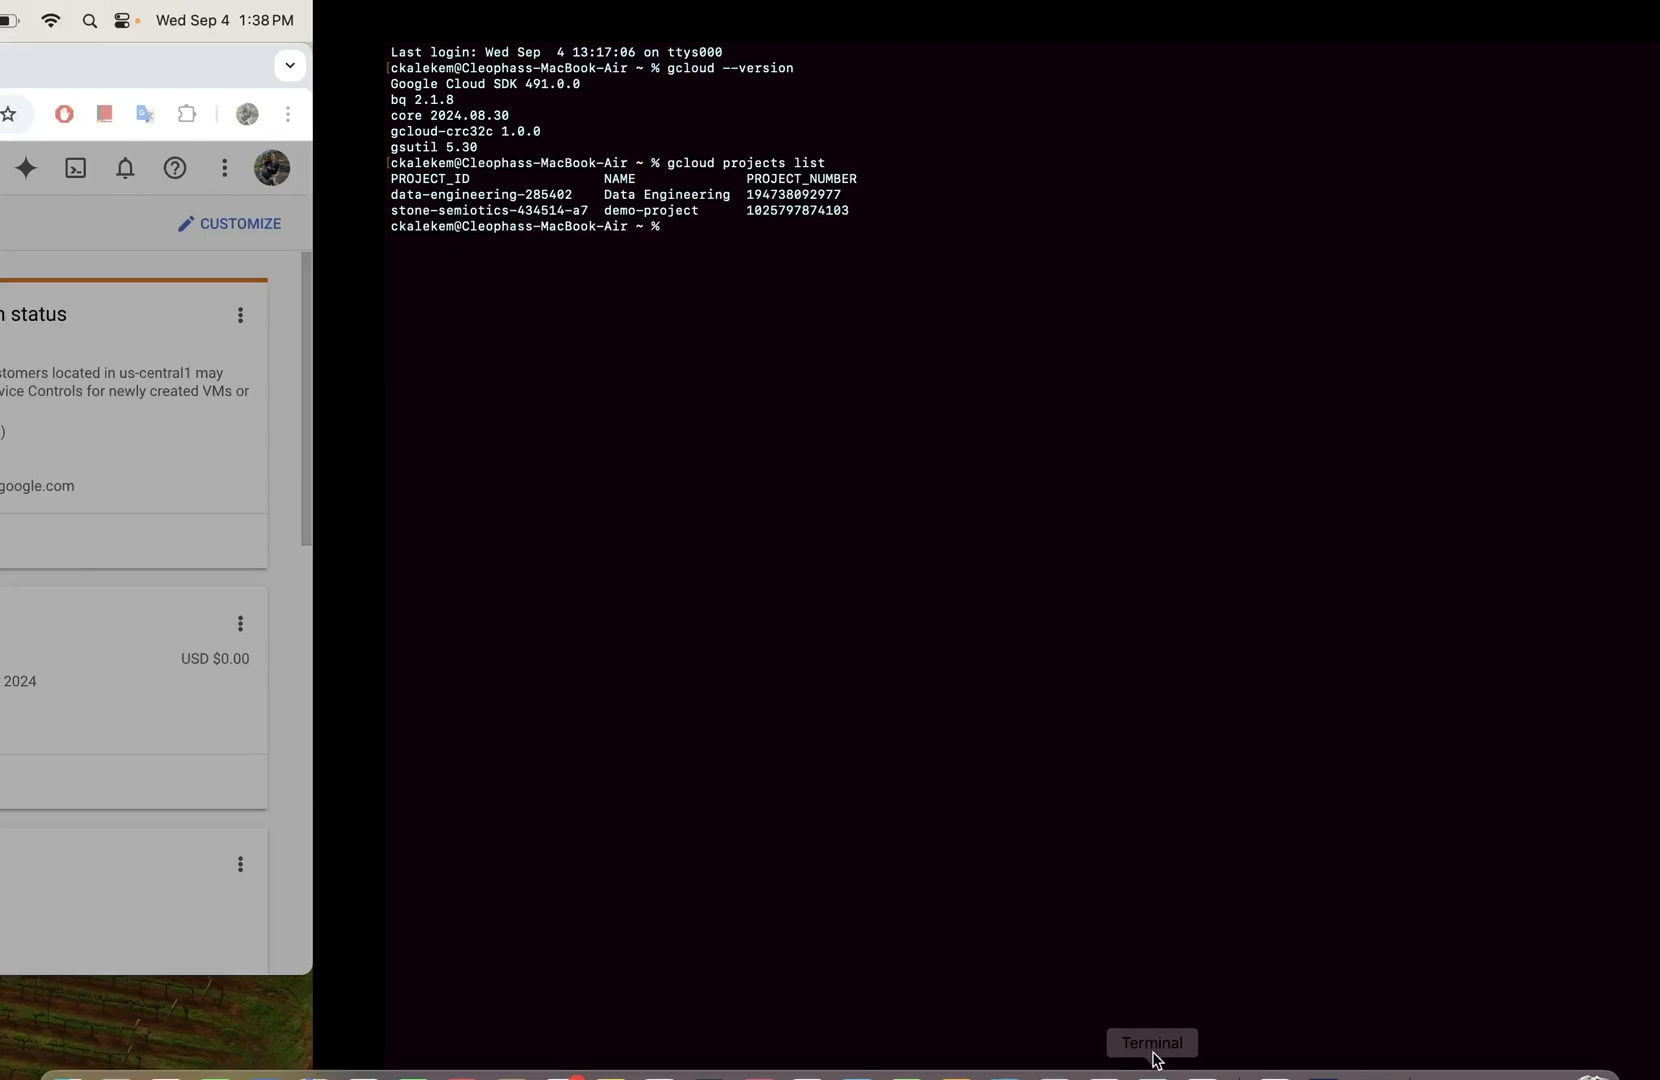 Wed Sep 4 1:38 PM
CUSTOMIZE
n status
stomers located in us-central1 may
vice Controls for newly created VMs or
)
google.com
USD $0.00
2024
Last login: Wed Sep  4 13:17:06 on ttys000
[ckalekem@Cleophass-MacBook-Air ~ % gcloud --version
Google Cloud SDK 491.0.0
bq 2.1.8
core 2024.08.30
gcloud-crc32c 1.0.0
gsutil 5.30
[ckalekem@Cleophass-MacBook-Air ~ % gcloud projects list
PROJECT_ID                 NAME              PROJECT_NUMBER
data-engineering-285402    Data Engineering  194738092977
stone-semiotics-434514-a7  demo-project      1025797874103
ckalekem@Cleophass-MacBook-Air ~ %
Terminal